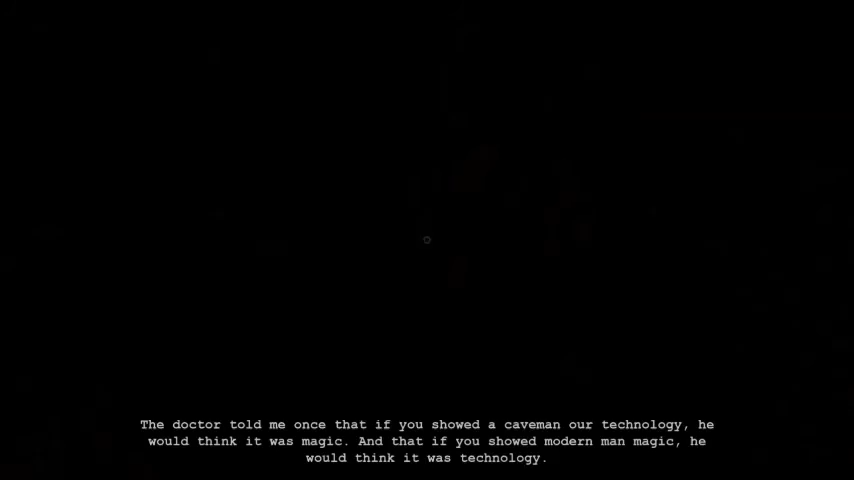 The doctor told me once that if you showed a caveman our technology, he
would think it was magic. And that if you showed modern man magic, he
would think it was technology.